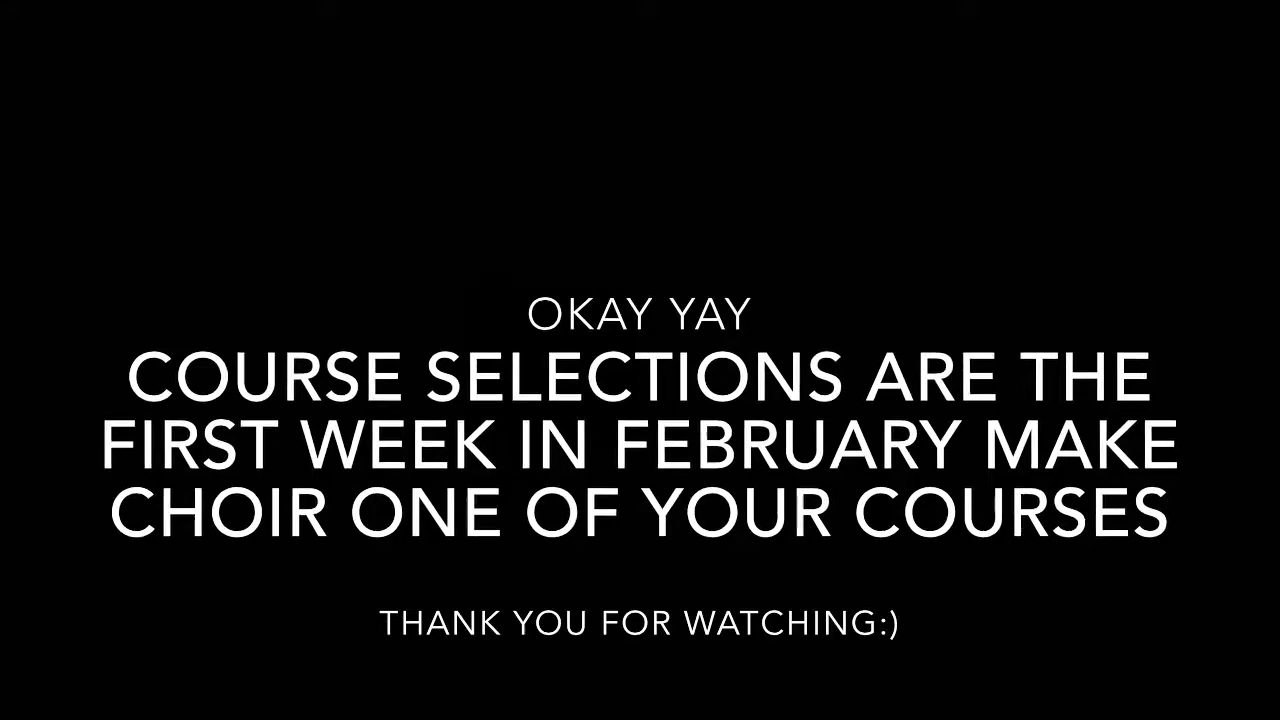 OKAY YAY
COURSE SELECTIONS ARE THE
FIRST WEEK IN FEBRUARY MAKE
CHOIR ONE OF YOUR COURSES
THANK YOU FOR WATCHING:)